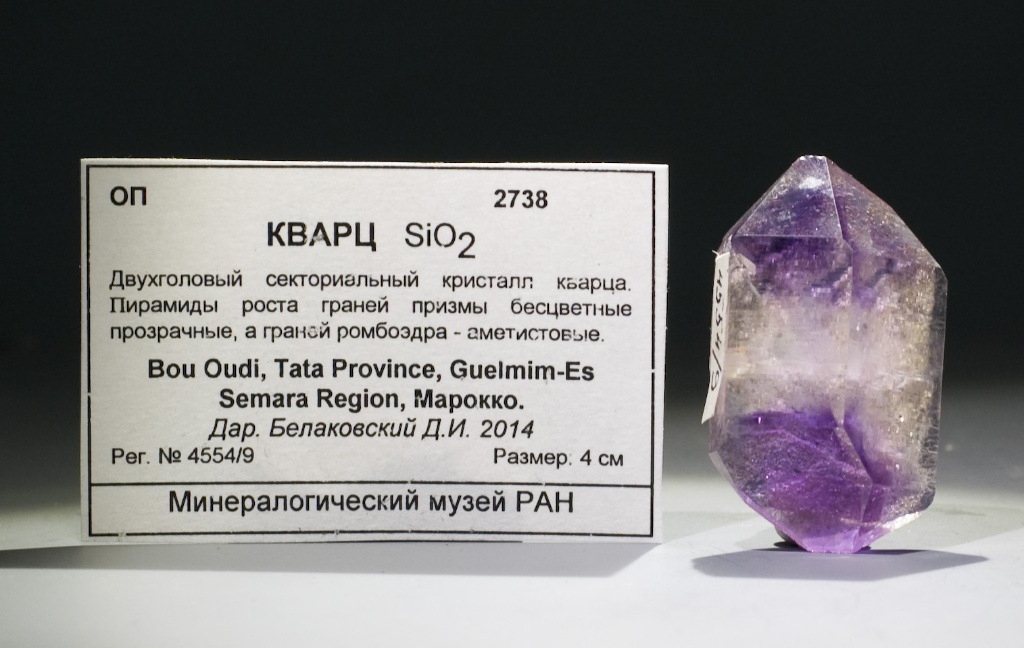 ОП 2738
КВАРЦ SiO2
Двухголовый секториальный кристалл кварца.
Пирамиды роста граней призмы бесцветные
прозрачные, а граней ромбоэдра - аметистовые.
Bou Oudi, Tata Province, Guelmim-Es
Semara Region, Марокко.
Дар. Белаковский Д.И. 2014
Рег. № 4554/9 Размер: 4 см
Минералогический музей РАН
4554/9